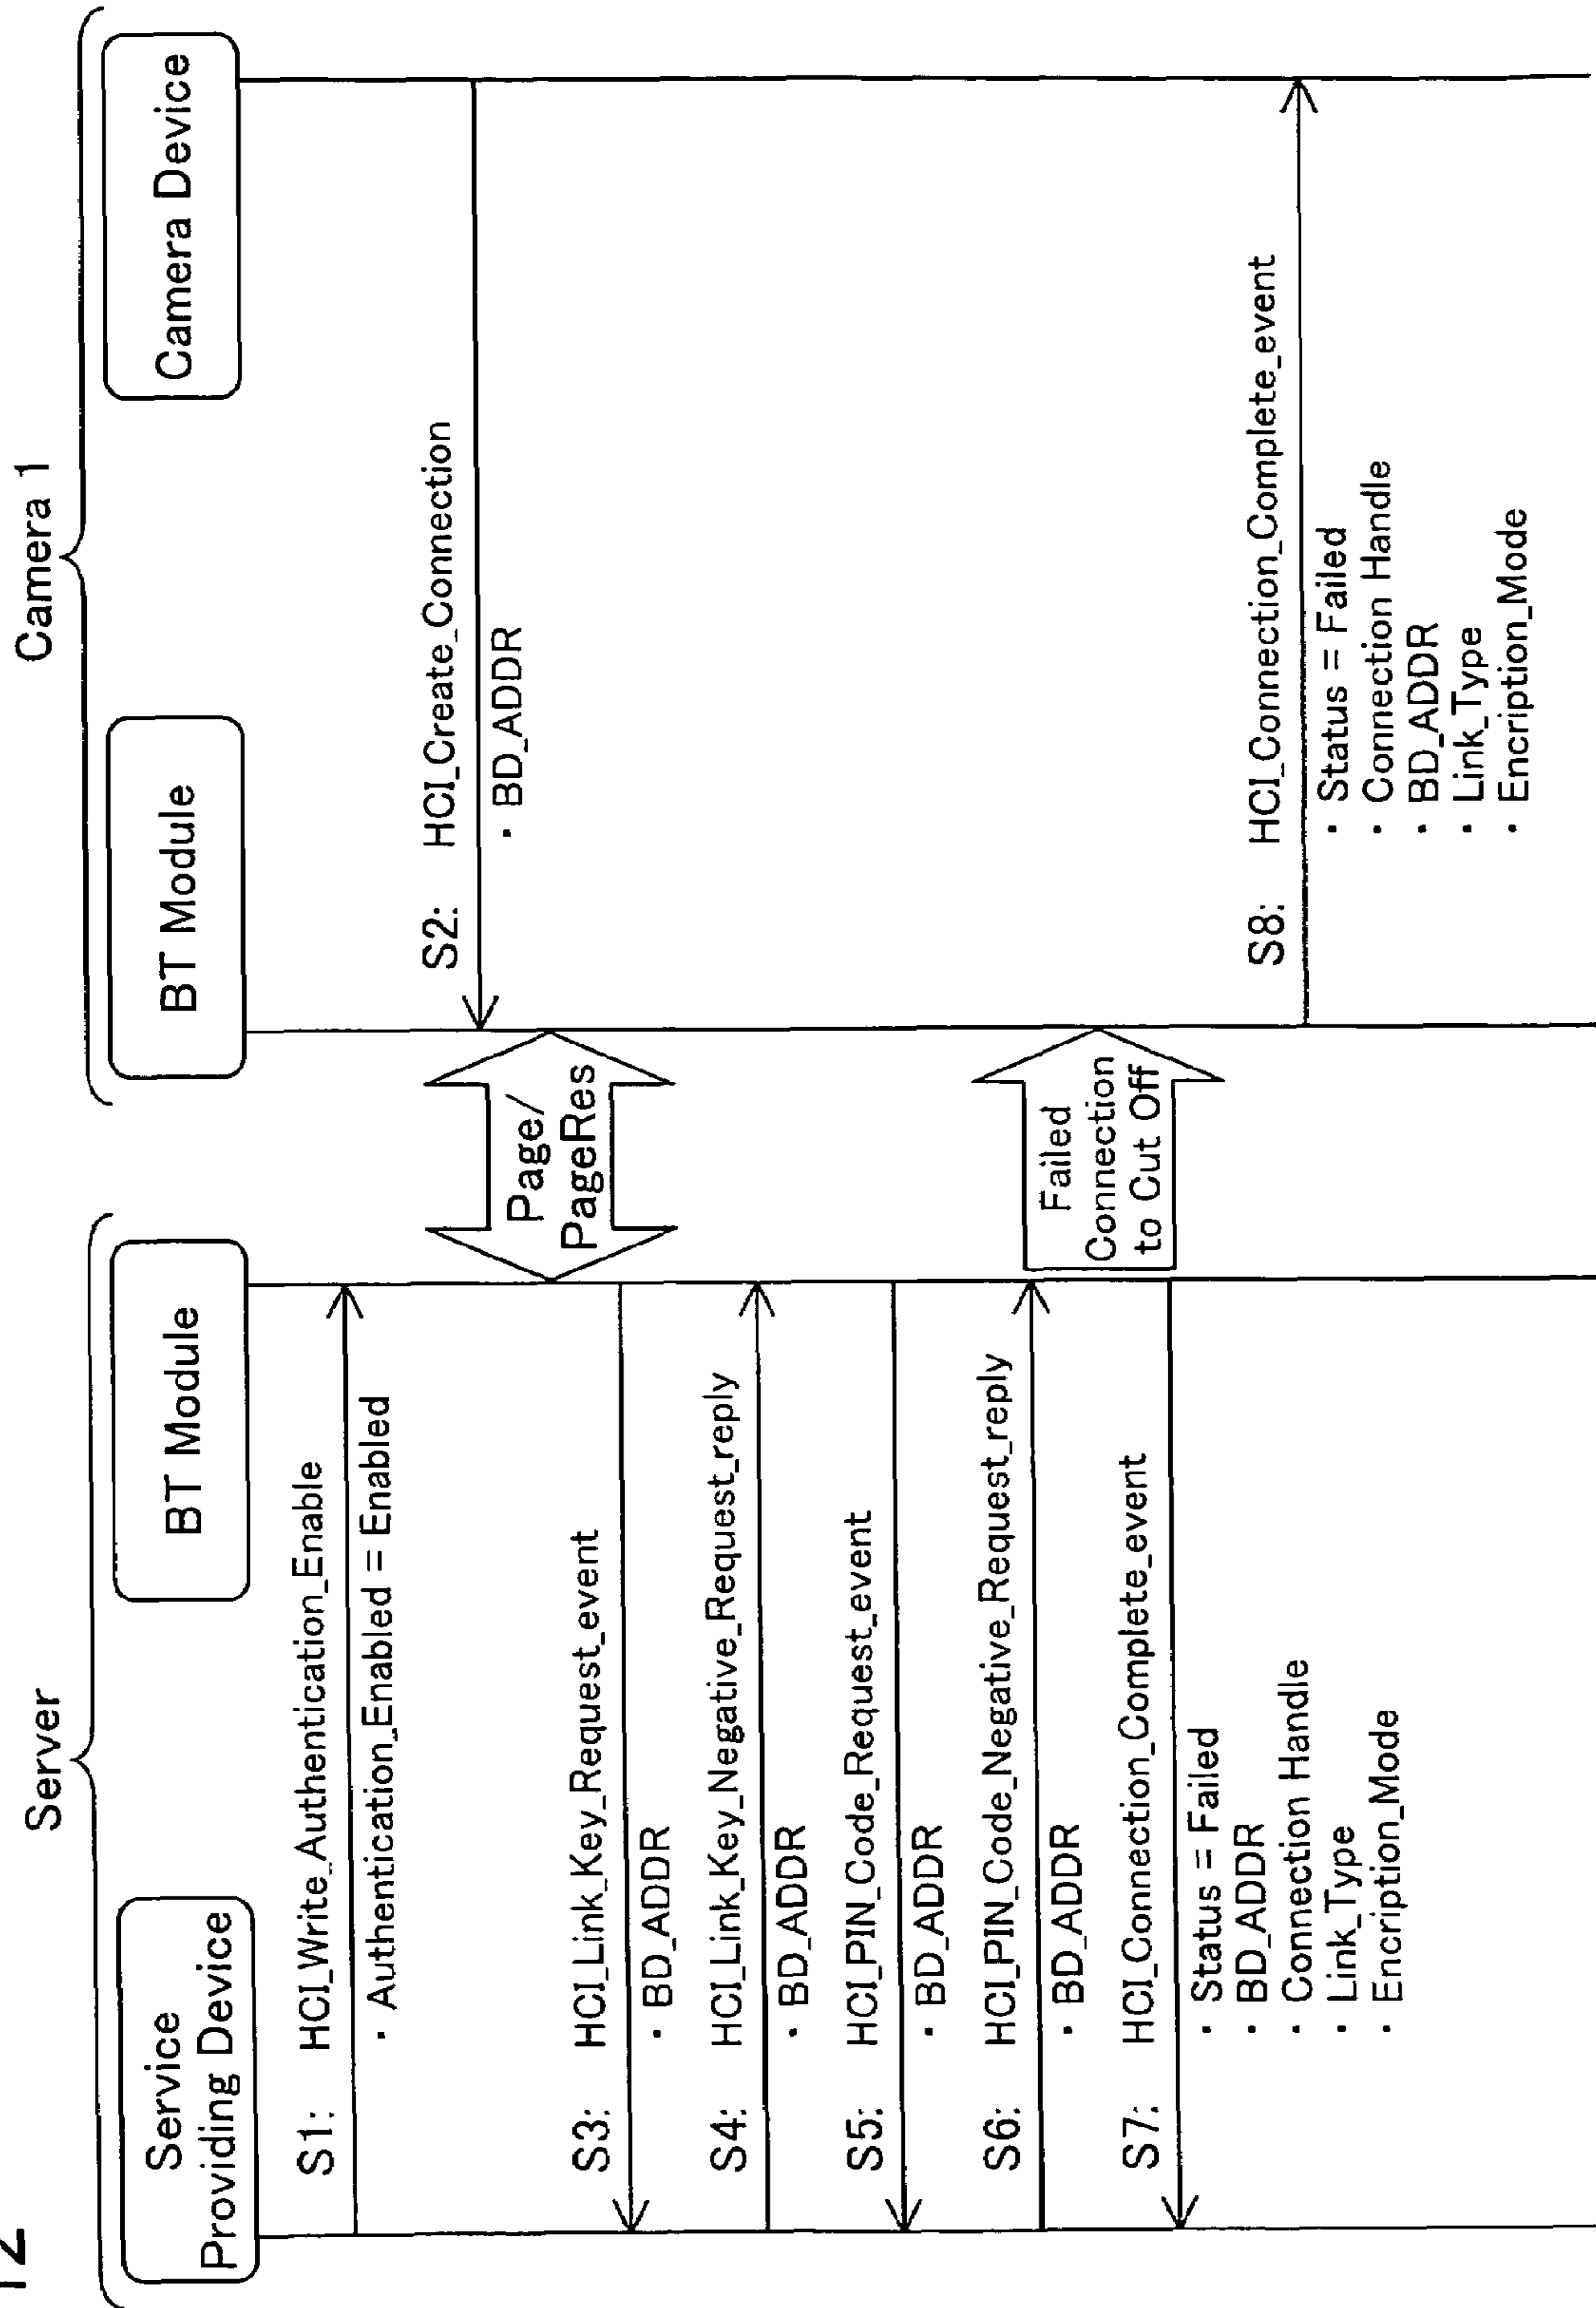 12
Server
Camera 1
Service
Providing Device
BT Module
BT Module
Camera Device
S1: HCI_Write_Authentication_Enable
· Authentication_Enabled = Enabled
S2: HCI_Create_Connection
· BD_ADDR
Page/
PageRes
S3: HCI_Link_Key_Request_event
· BD_ADDR
S4: HCI_Link_Key_Negative_Request_reply
· BD_ADDR
S5: HCI_PIN_Code_Request_event
· BD_ADDR
S6: HCI_PIN_Code_Negative_Request_reply
· BD_ADDR
Failed
Connection
to Cut Off
S7: HCI_Connection_Complete_event
· Status = Failed
· BD_ADDR
· Connection Handle
· Link_Type
· Encription_Mode
S8: HCI_Connection_Complete_event
· Status = Failed
· Connection Handle
· BD_ADDR
· Link_Type
· Encription_Mode